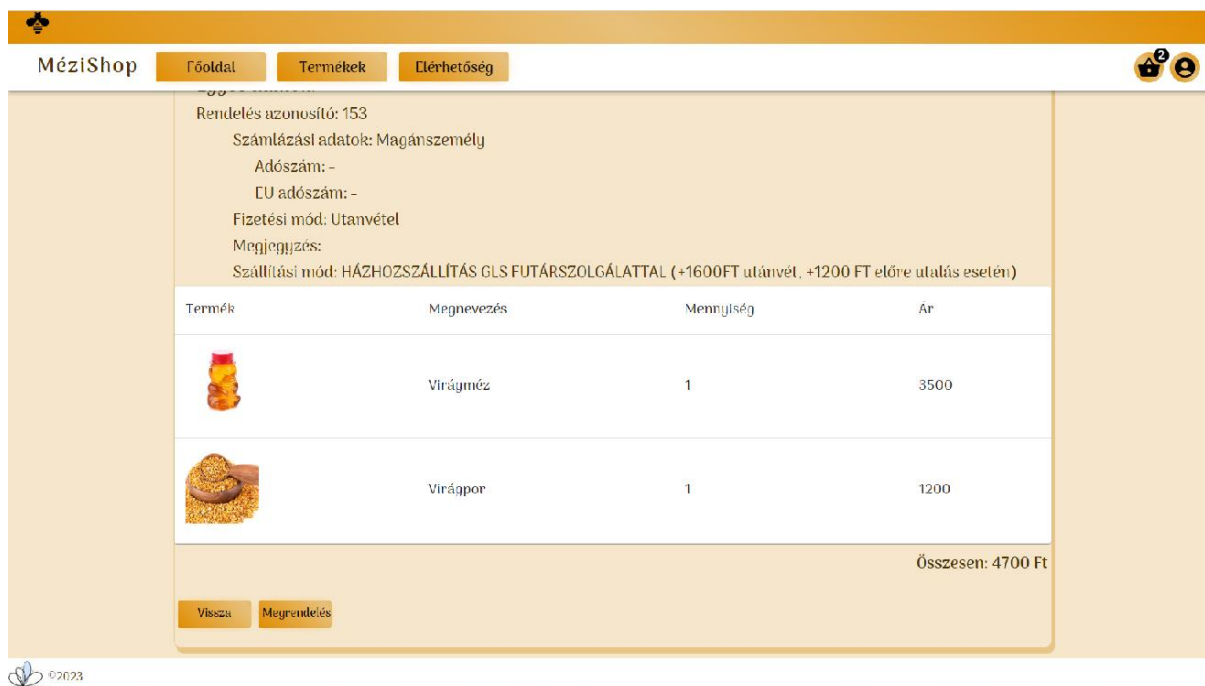 2
MéziShop Főoldal Termékek Elérhetőség
Rendelés azonosító: 153
Számlázási adatok: Magánszemély
Adószám: -
EU adószám: -
Fizetési mód: Utanvétel
Megjegyzés:
Szállítási mód: HÁZHOZSZÁLLÍTÁS GLS FUTÁRSZOLGÁLATTAL (+1600FT utánvét, +1200 FT előre utalás esetén)
Termék Megnevezés Mennyiség Ár
Virágméz 1 3500
Virágpor 1 1200
Összesen: 4700 Ft
Vissza Megrendelés
©2023